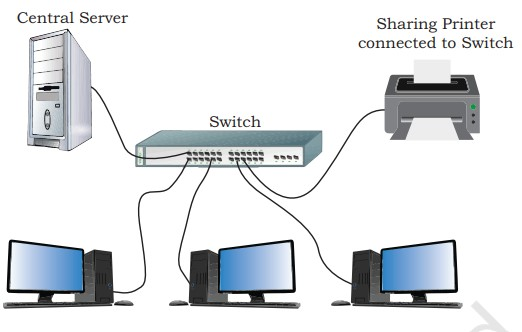 Central Server
Sharing Printer
connected to Switch
Switch